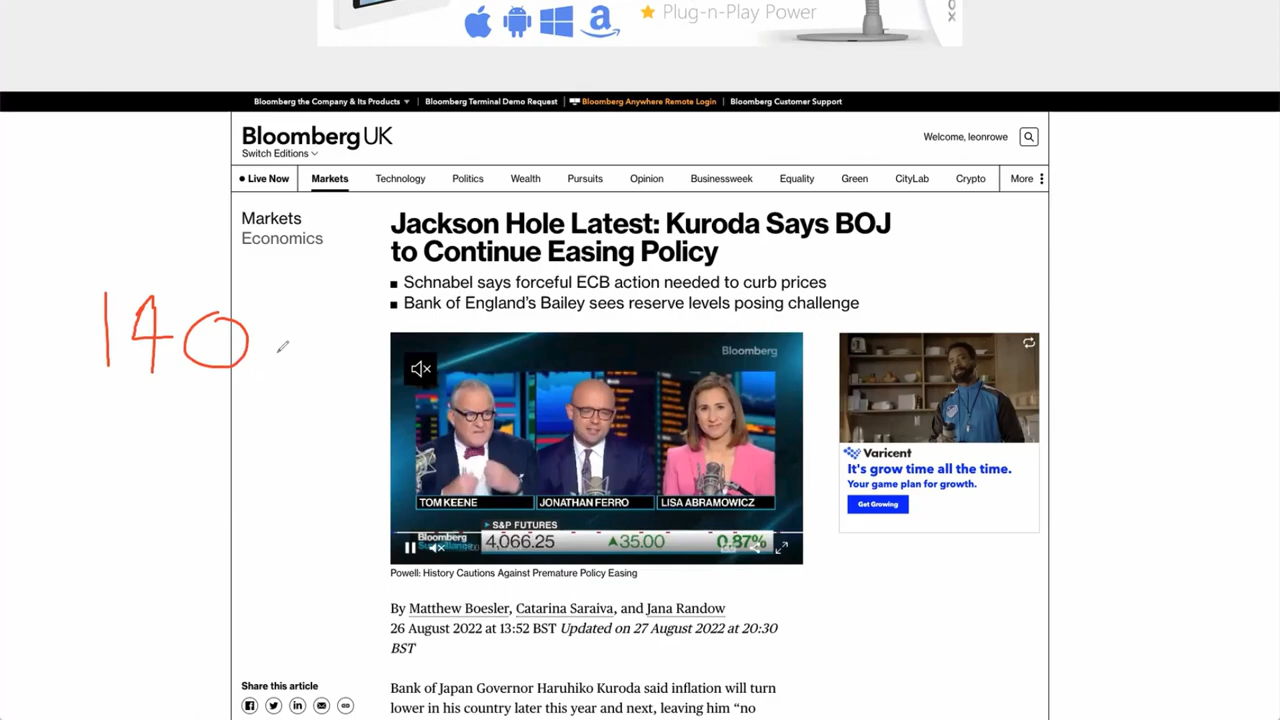 Plug-n-Play Power
Bloomberg the Company & Its Products
Bloomberg Terminal Demo Request
Bloomberg Anywhere Remote Login
Bloomberg Customer Support
Bloomberg UK
Switch Editions
Welcome, leonrowe
Live Now
Markets
Technology
Politics
Wealth
Pursuits
Opinion
Businessweek
Equality
Green
CityLab
Crypto
More
Markets
Economics
Jackson Hole Latest: Kuroda Says BOJ
to Continue Easing Policy
Schnabel says forceful ECB action needed to curb prices
Bank of England's Bailey sees reserve levels posing challenge
140
Bloomberg
TOM KEENE
JONATHAN FERRO
LISA ABRAMOWICZ
S&P FUTURES
Bloomberg
4,066.25 ▲35.00 0.87%
Powell: History Cautions Against Premature Policy Easing
Varicent
It's grow time all the time.
Your game plan for growth.
Get Growing
By Matthew Boesler, Catarina Saraiva, and Jana Randow
26 August 2022 at 13:52 BST Updated on 27 August 2022 at 20:30
BST
Share this article
Bank of Japan Governor Haruhiko Kuroda said inflation will turn
lower in his country later this year and next, leaving him “no